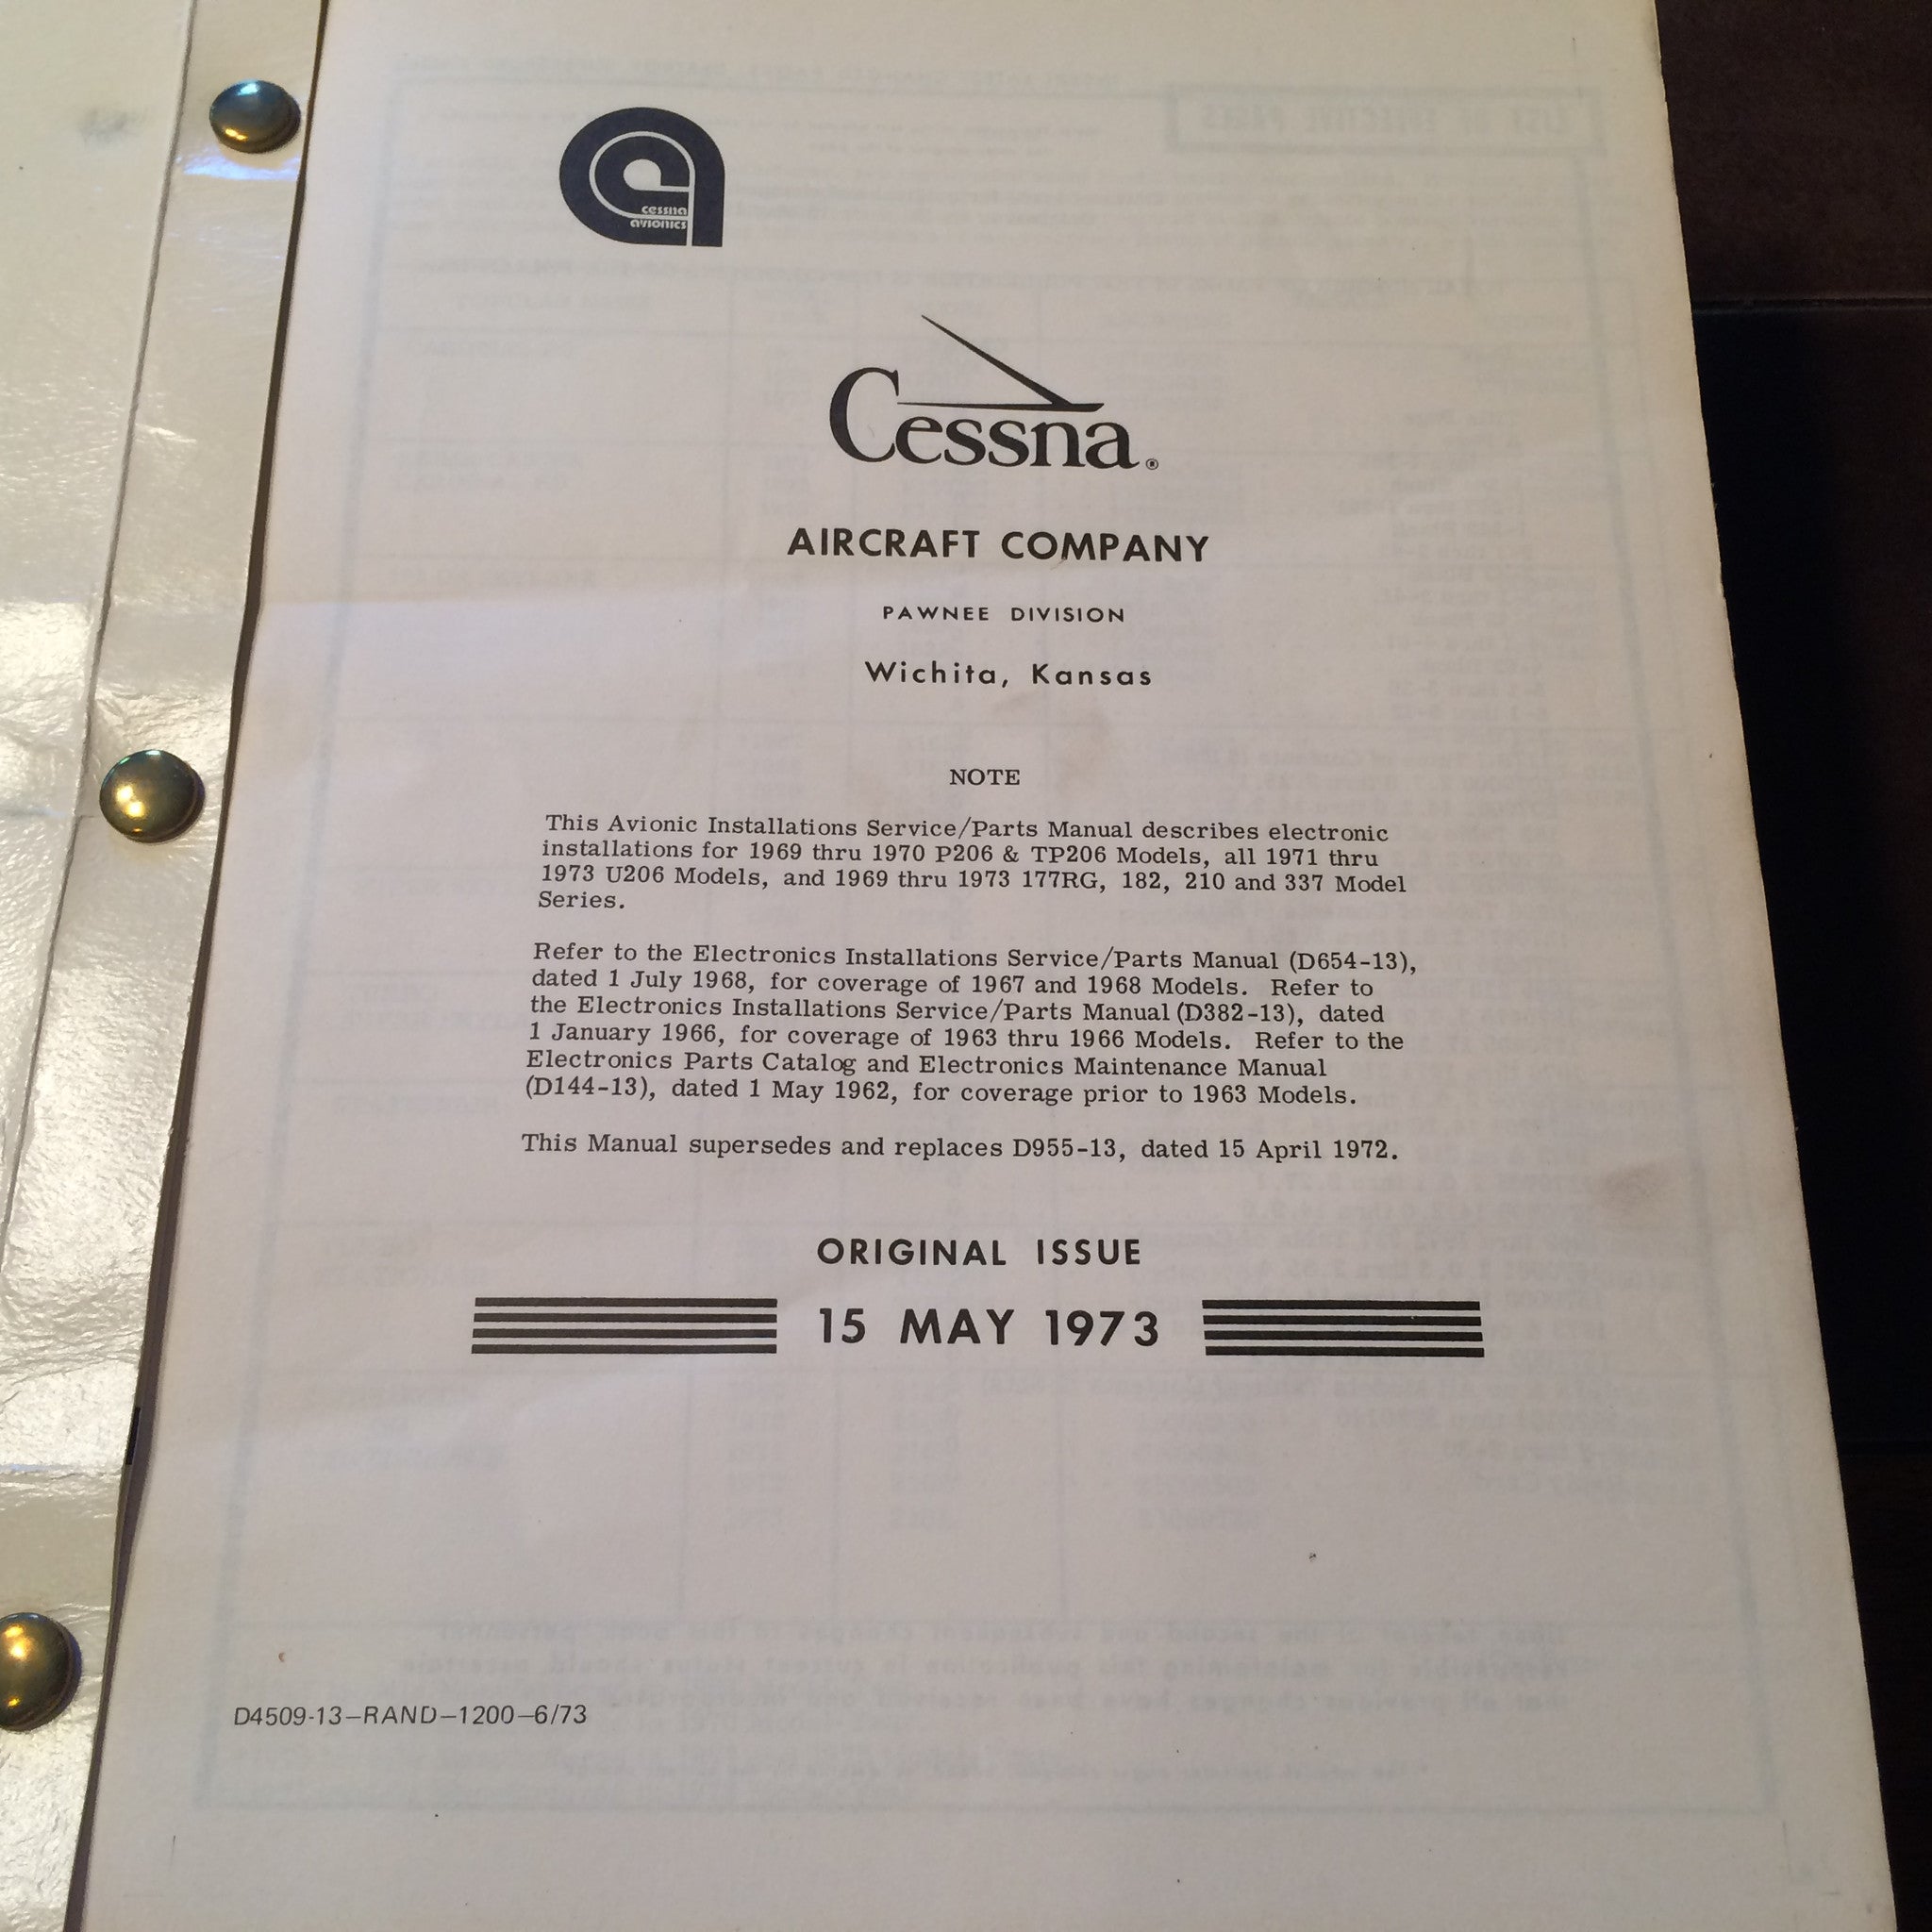 cessna
avionics
Cessna®
AIRCRAFT COMPANY
PAWNEE DIVISION
Wichita, Kansas
NOTE
This Avionic Installations Service/Parts Manual describes electronic
installations for 1969 thru 1970 P206 & TP206 Models, all 1971 thru
1973 U206 Models, and 1969 thru 1973 177RG, 182, 210 and 337 Model
Series.
Refer to the Electronics Installations Service/Parts Manual (D654-13),
dated 1 July 1968, for coverage of 1967 and 1968 Models. Refer to
the Electronics Installations Service/Parts Manual (D382-13), dated
1 January 1966, for coverage of 1963 thru 1966 Models. Refer to the
Electronics Parts Catalog and Electronics Maintenance Manual
(D144-13), dated 1 May 1962, for coverage prior to 1963 Models.
This Manual supersedes and replaces D955-13, dated 15 April 1972.
ORIGINAL ISSUE
15 MAY 1973
D4509-13—RAND—1200—6/73